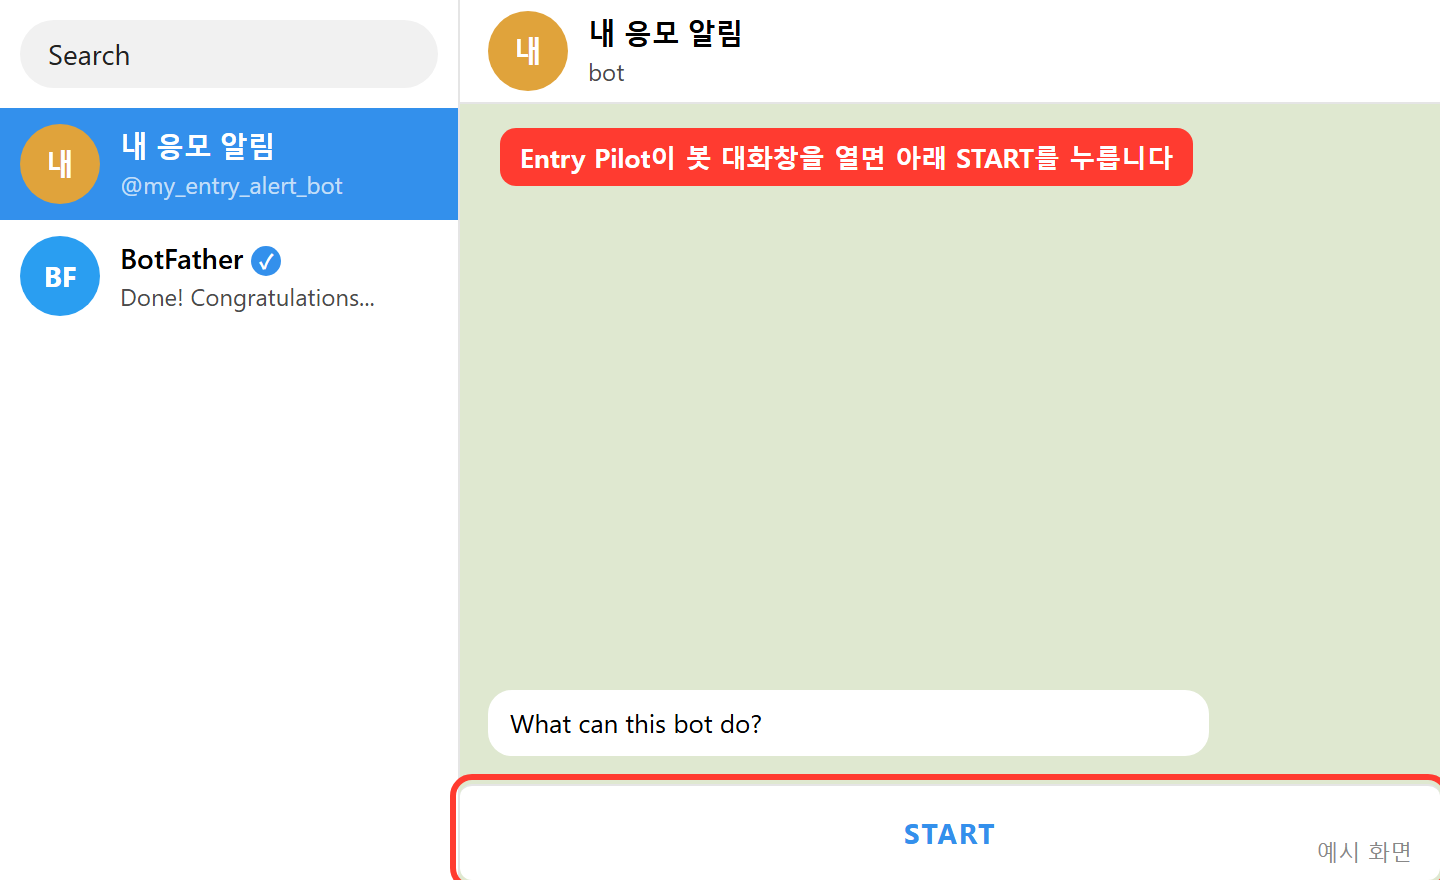 Search
내 내 응모 알림
@my_entry_alert_bot
BF BotFather ✓
Done! Congratulations...
내 내 응모 알림
bot
Entry Pilot이 봇 대화창을 열면 아래 START를 누릅니다
What can this bot do?
START
예시 화면